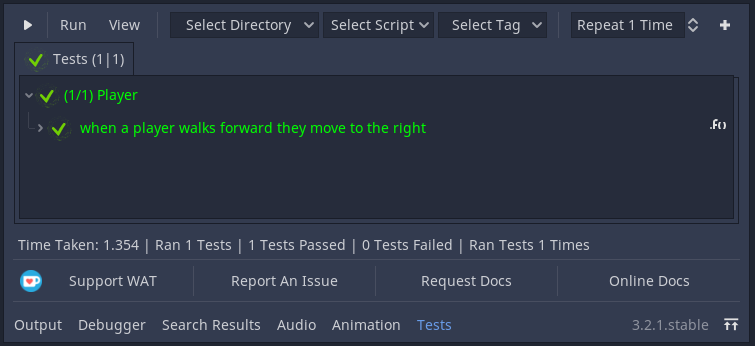 Run View Select Directory Select Script Select Tag Repeat 1 Time
Tests (1|1)
(1/1) Player
when a player walks forward they move to the right
Time Taken: 1.354 | Ran 1 Tests | 1 Tests Passed | 0 Tests Failed | Ran Tests 1 Times
Support WAT Report An Issue Request Docs Online Docs
Output Debugger Search Results Audio Animation Tests 3.2.1.stable